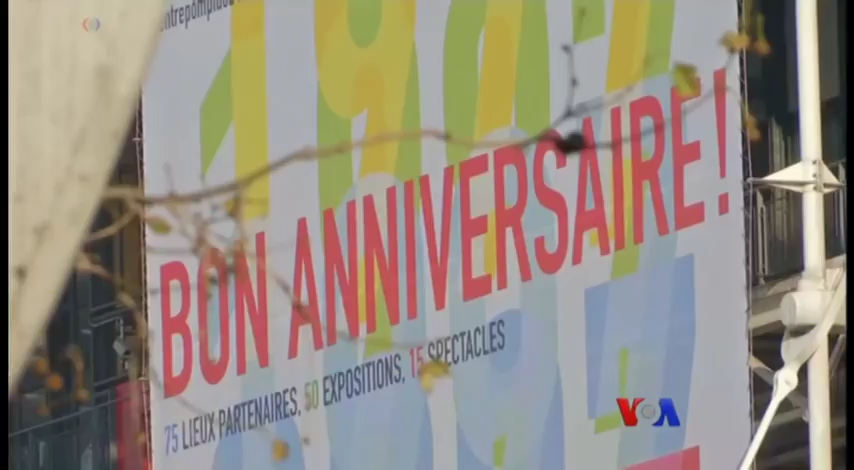 BON ANNIVERSAIRE!
75 LIEUX PARTENAIRES, 50 EXPOSITIONS, 15 SPECTACLES
VOA